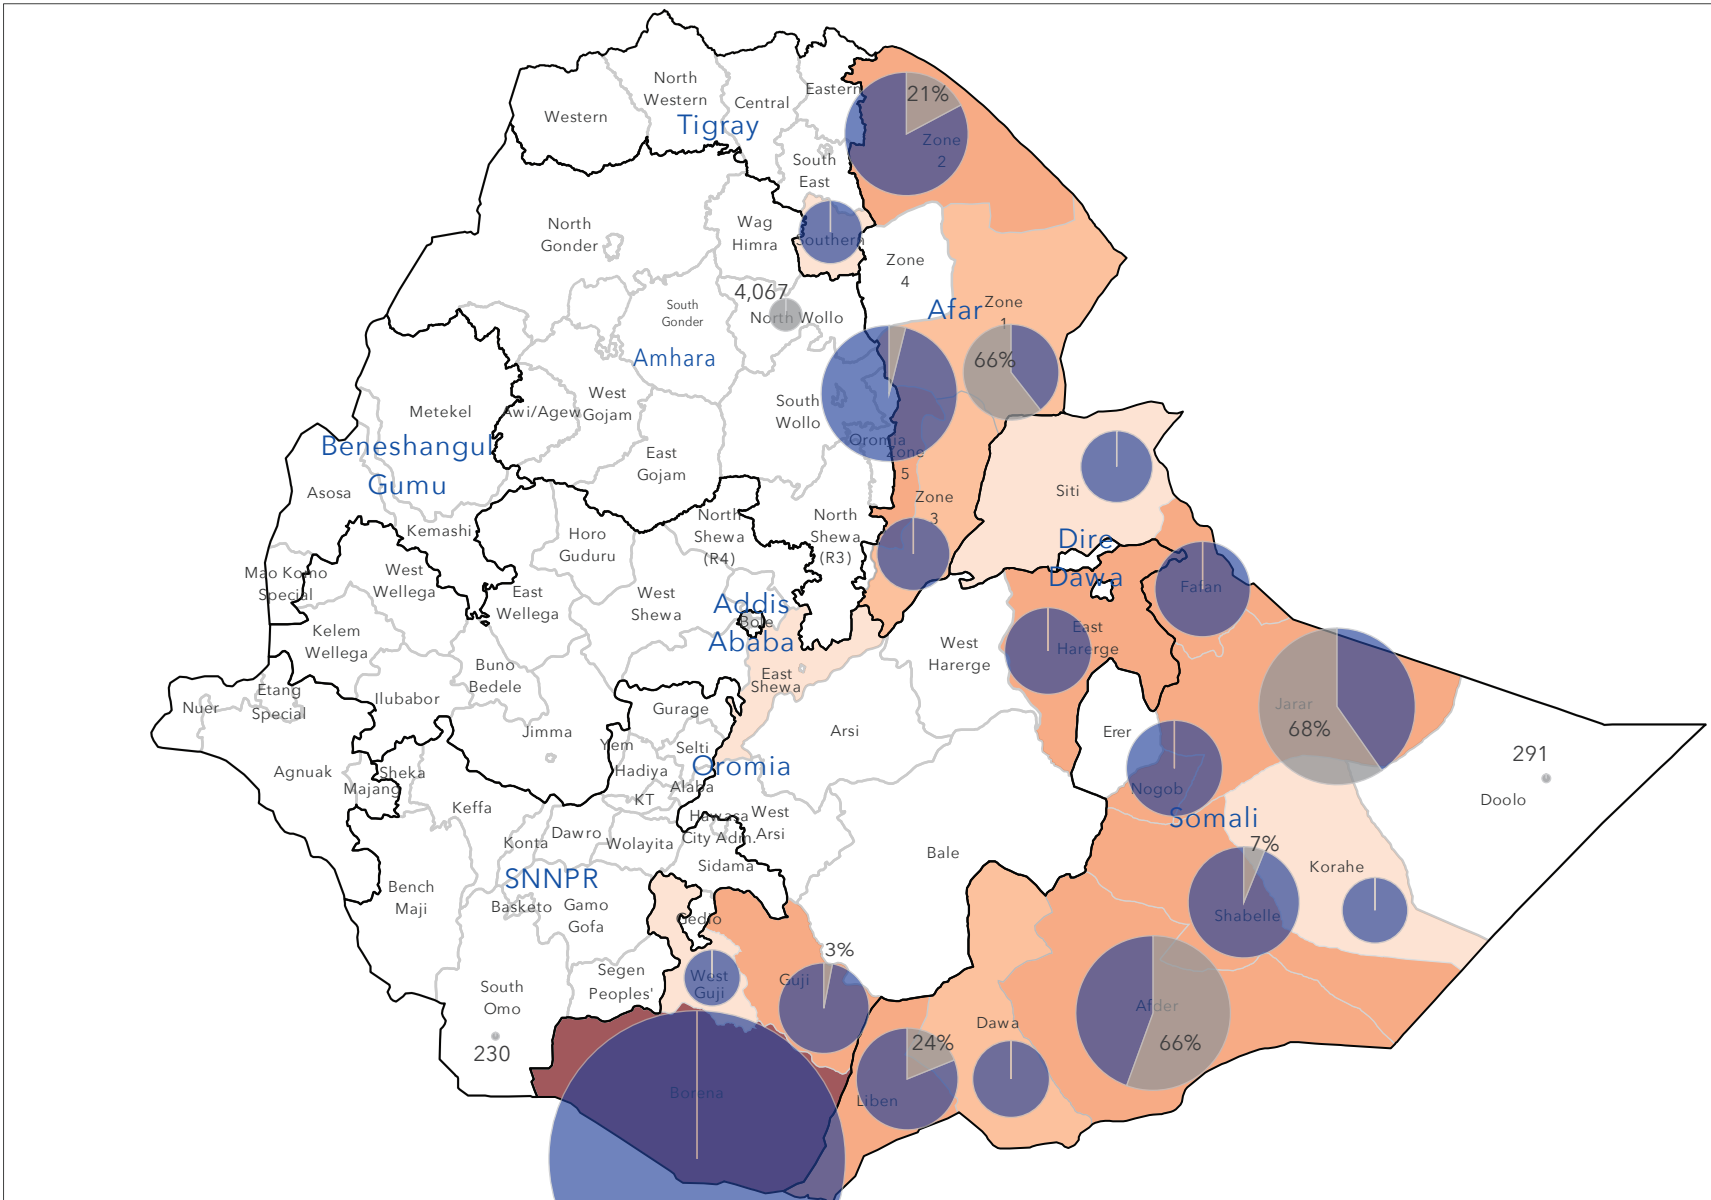 North
Western
Western
Central
Eastern
Tigray
South
East
Southern
21%
Zone
2
North
Gonder
Wag
Himra
Zone
4
4,067
North Wollo
South
Gonder
Afar
Zone
1
66%
Amhara
Metekel
Awi/Agew
West
Gojam
South
Wollo
East
Gojam
Oromia
Zone
5
Zone
3
Siti
Beneshangul
Gumu
Asosa
Kemashi
Horo
Guduru
North
Shewa
(R4)
North
Shewa
(R3)
Dire
Dawa
Fafan
Mao Komo
Special
West
Wellega
East
Wellega
West
Shewa
Addis
Ababa
Bole
Kelem
Wellega
East
Shewa
West
Harerge
East
Harerge
Buno
Bedele
Ilubabor
Etang
Special
Nuer
Gurage
Jimma
Yem
Selti
Hadiya
Alaba
KT
Oromia
Arsi
Erer
Jarar
68%
291
Doolo
Agnuak
Majang
Sheka
Keffa
Konta
Dawro
Wolayita
Hawasa
City Adm.
West
Arsi
Sidama
Nogob
Somali
Bale
7%
Korahe
Shabelle
SNNPR
Bench
Maji
Basketo
Gamo
Gofa
Gedio
3%
Guji
West
Guji
Segen
Peoples'
South
Omo
230
Borena
24%
Liben
Dawa
Afder
66%